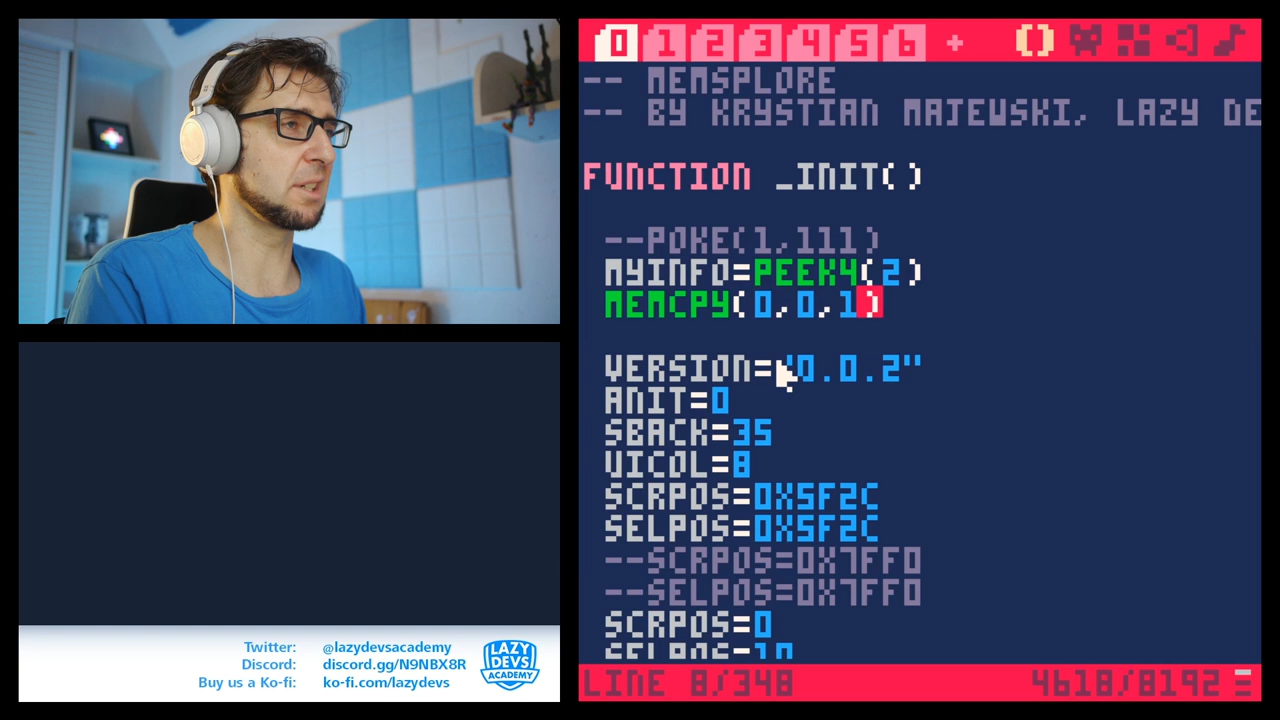 0 1 2 3 4 5 6 +
-- MEMSPLORE
-- BY KRYSTIAN MAJEWSKI, LAZY DE
FUNCTION _INIT()
--POKE(1,111)
MYINFO=PEEK4(2)
MEMCPY(0,0,1)
VERSION="0.0.2"
ANIT=0
SBACK=35
VICOL=8
SCRPOS=0X5F2C
SELPOS=0X5F2C
--SCRPOS=0X7FF0
--SELPOS=0X7FF0
SCRPOS=0
SELPOS=10
LINE 8/348 4618/8192
Twitter: @lazydevsacademy
Discord: discord.gg/N9NBX8R
Buy us a Ko-fi: ko-fi.com/lazydevs
LAZY
DEVS
ACADEMY